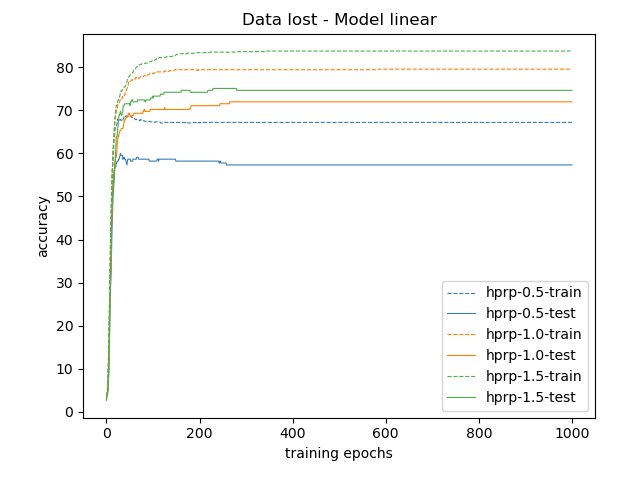 Data lost - Model linear
accuracy
80
70
60
50
40
30
20
10
0
0 200 400 600 800 1000
training epochs
hprp-0.5-train
hprp-0.5-test
hprp-1.0-train
hprp-1.0-test
hprp-1.5-train
hprp-1.5-test